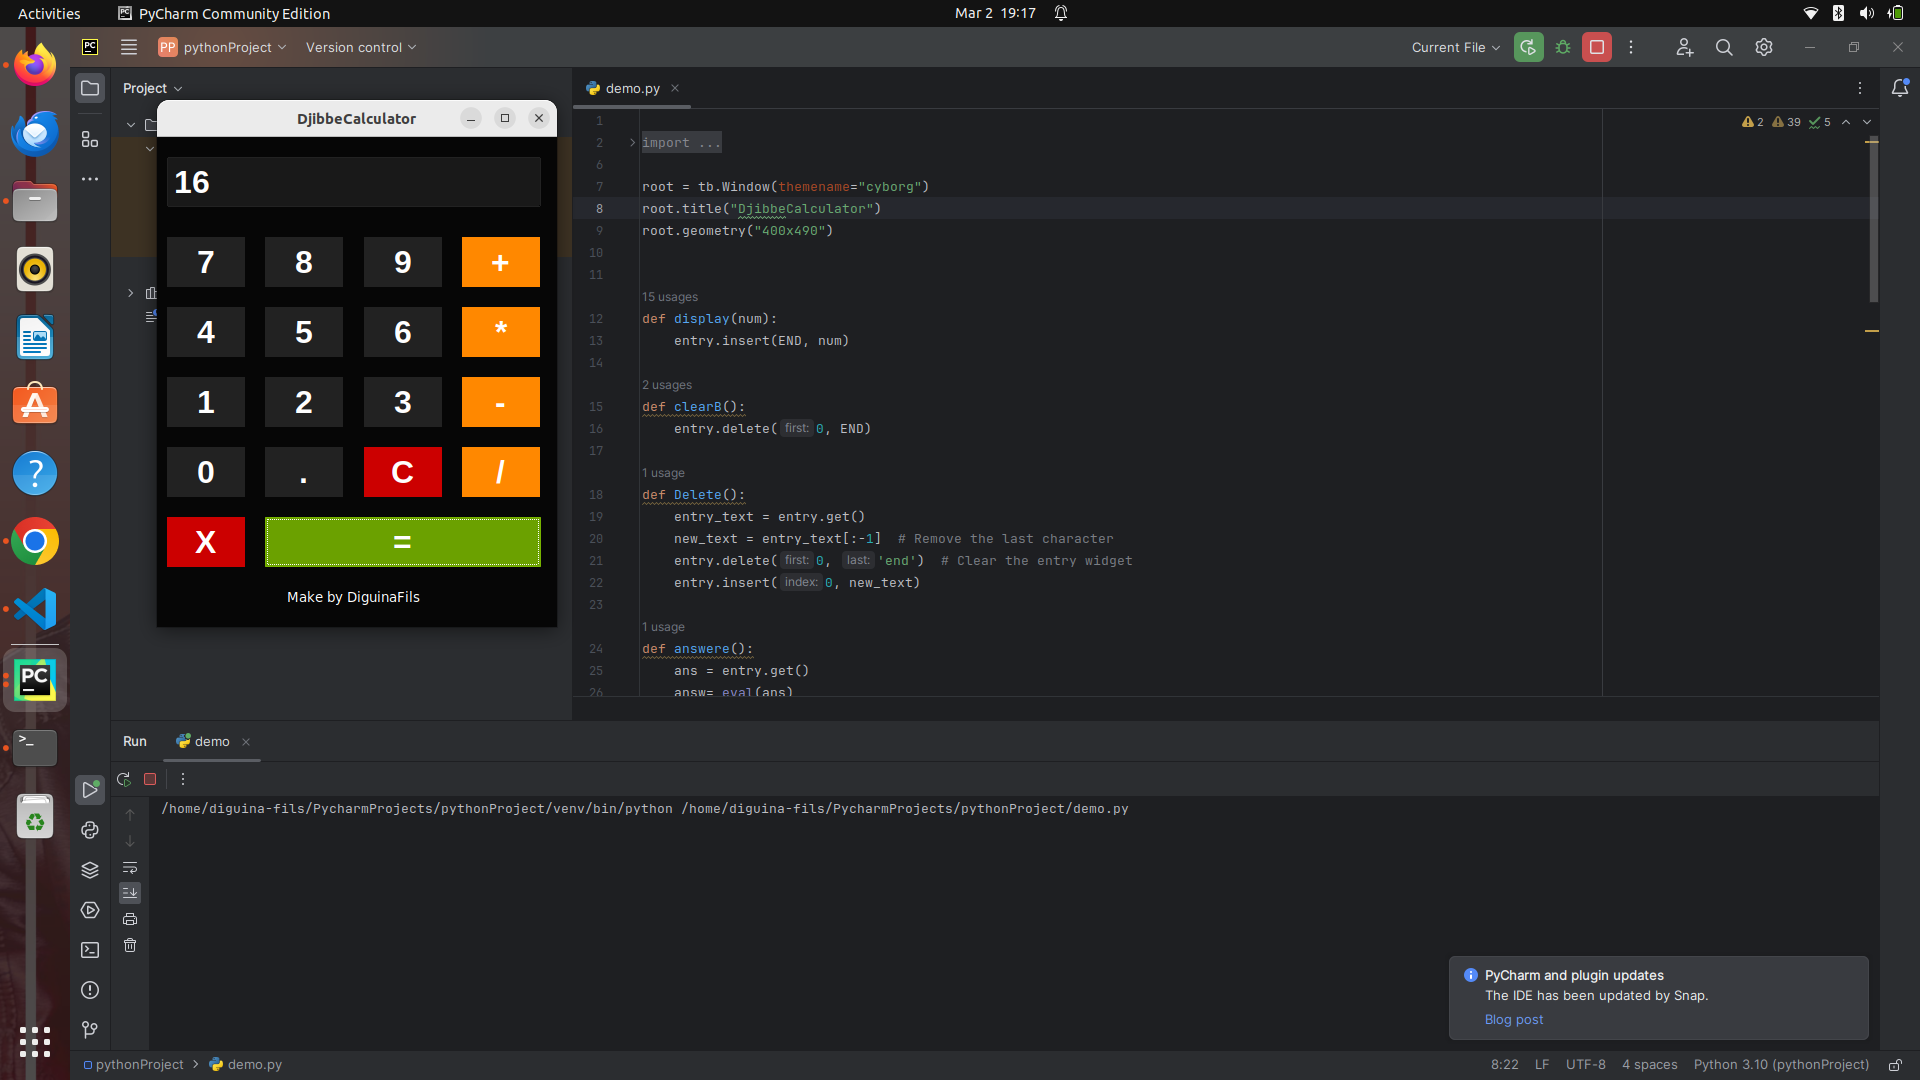 Activities
PyCharm Community Edition
Mar 2 19:17
PC
PP pythonProject
Version control
Current File
Project
demo.py
DjibbeCalculator
16
7 8 9 +
4 5 6 *
1 2 3 -
0 . C /
X =
Make by DiguinaFils
2 39 5
1
2 import ...
6
7 root = tb.Window(themename="cyborg")
8 root.title("DjibbeCalculator")
9 root.geometry("400x490")
10
11
15 usages
12 def display(num):
13 entry.insert(END, num)
14
2 usages
15 def clearB():
16 entry.delete( first: 0, END)
17
1 usage
18 def Delete():
19 entry_text = entry.get()
20 new_text = entry_text[:-1] # Remove the last character
21 entry.delete( first: 0, last: 'end') # Clear the entry widget
22 entry.insert( index: 0, new_text)
23
1 usage
24 def answere():
25 ans = entry.get()
26 answ= eval(ans)
PC
Run
demo
/home/diguina-fils/PycharmProjects/pythonProject/venv/bin/python /home/diguina-fils/PycharmProjects/pythonProject/demo.py
PyCharm and plugin updates
The IDE has been updated by Snap.
Blog post
pythonProject > demo.py
8:22 LF UTF-8 4 spaces Python 3.10 (pythonProject)